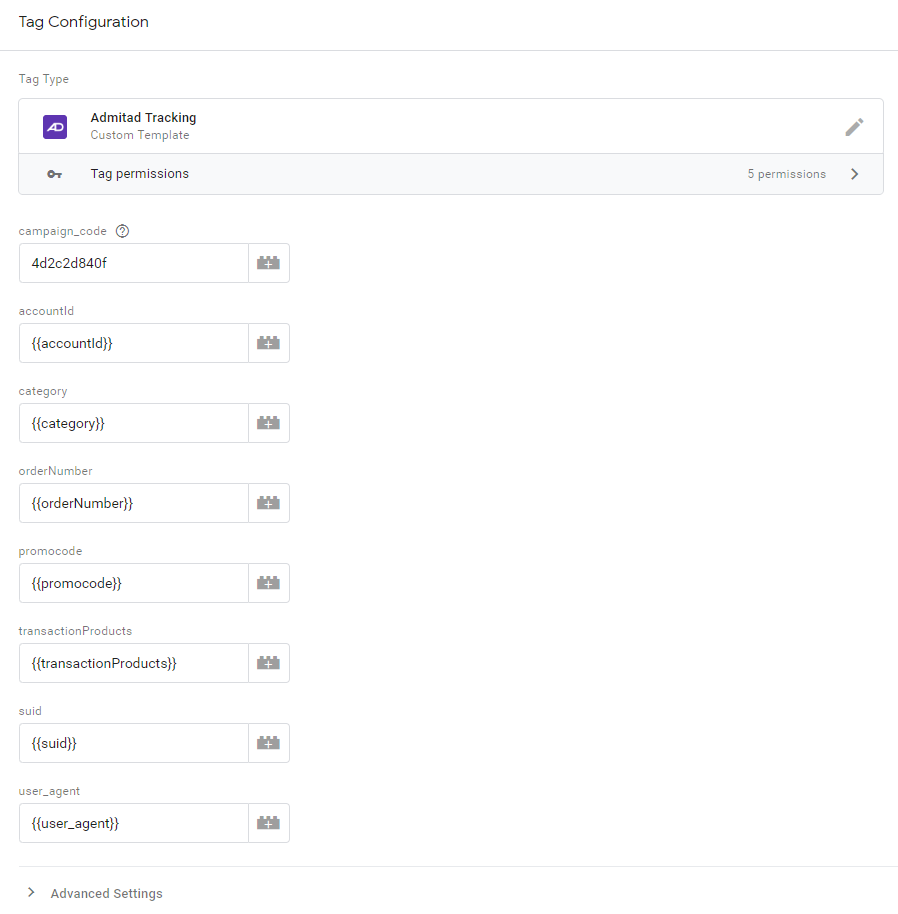 Tag Configuration
Tag Type
AD
Admitad Tracking
Custom Template
Tag permissions
5 permissions
campaign_code ?
4d2c2d840f
accountId
{{accountId}}
category
{{category}}
orderNumber
{{orderNumber}}
promocode
{{promocode}}
transactionProducts
{{transactionProducts}}
suid
{{suid}}
user_agent
{{user_agent}}
Advanced Settings